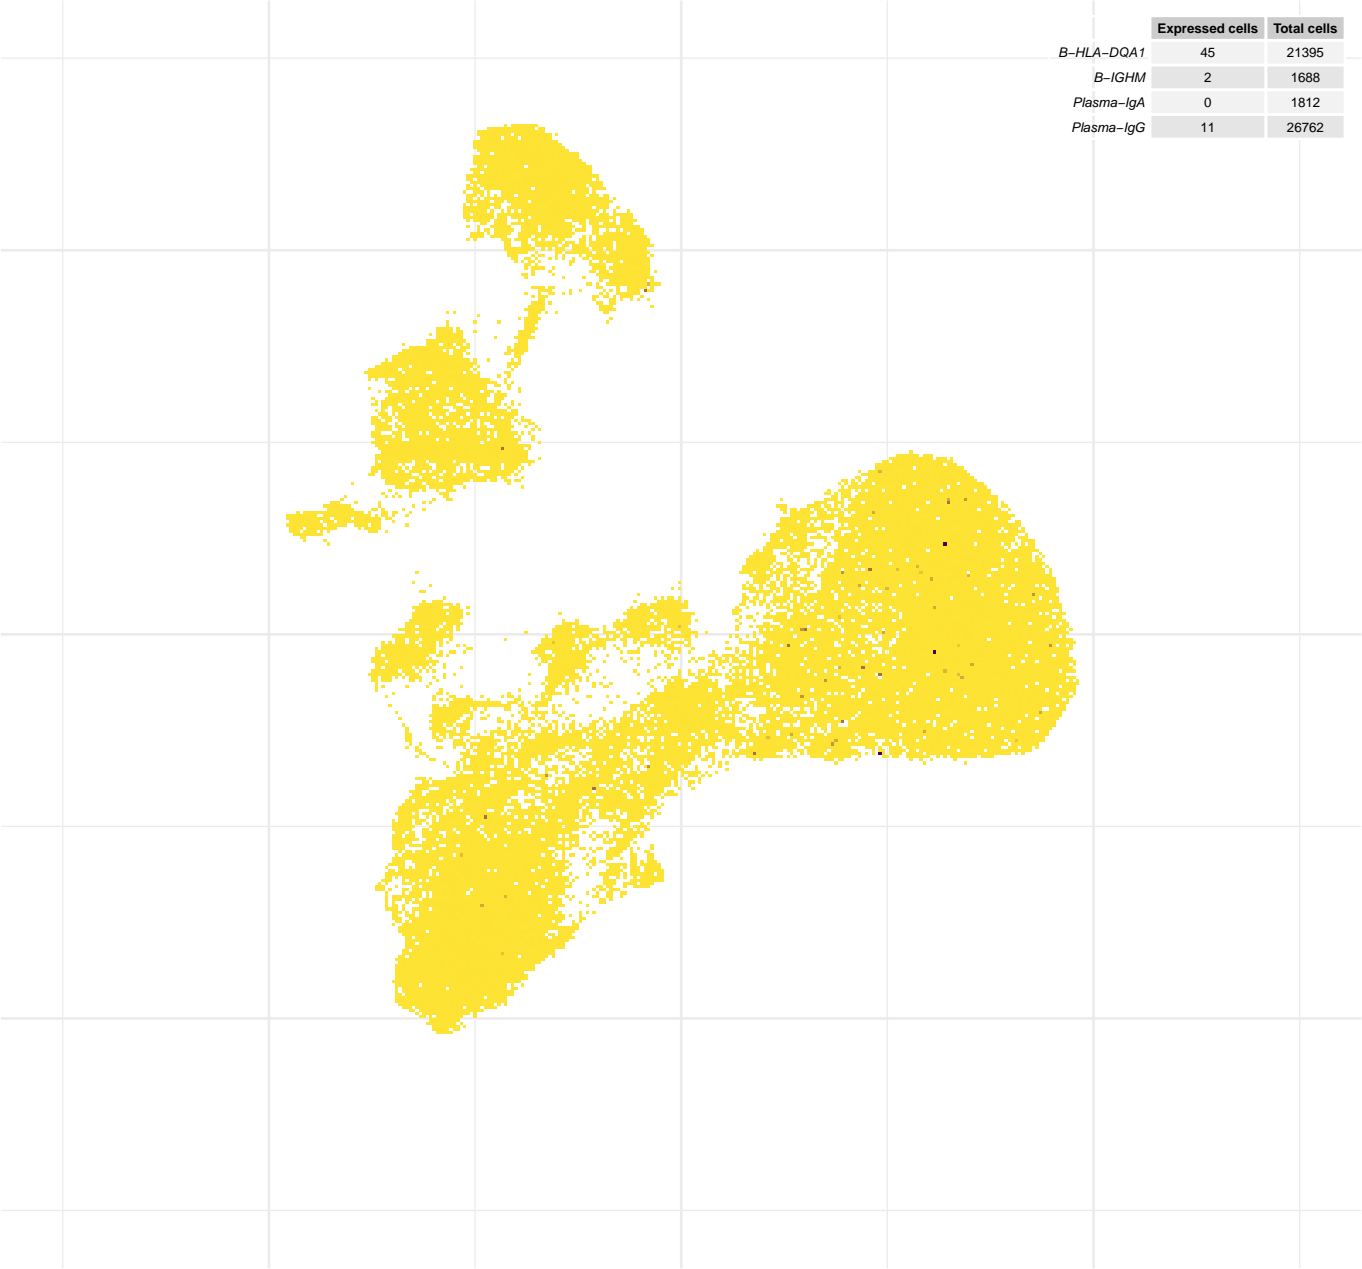 Expressed cells Total cells
B−HLA−DQA1 45 21395
B−IGHM 2 1688
Plasma−IgA 0 1812
Plasma−IgG 11 26762